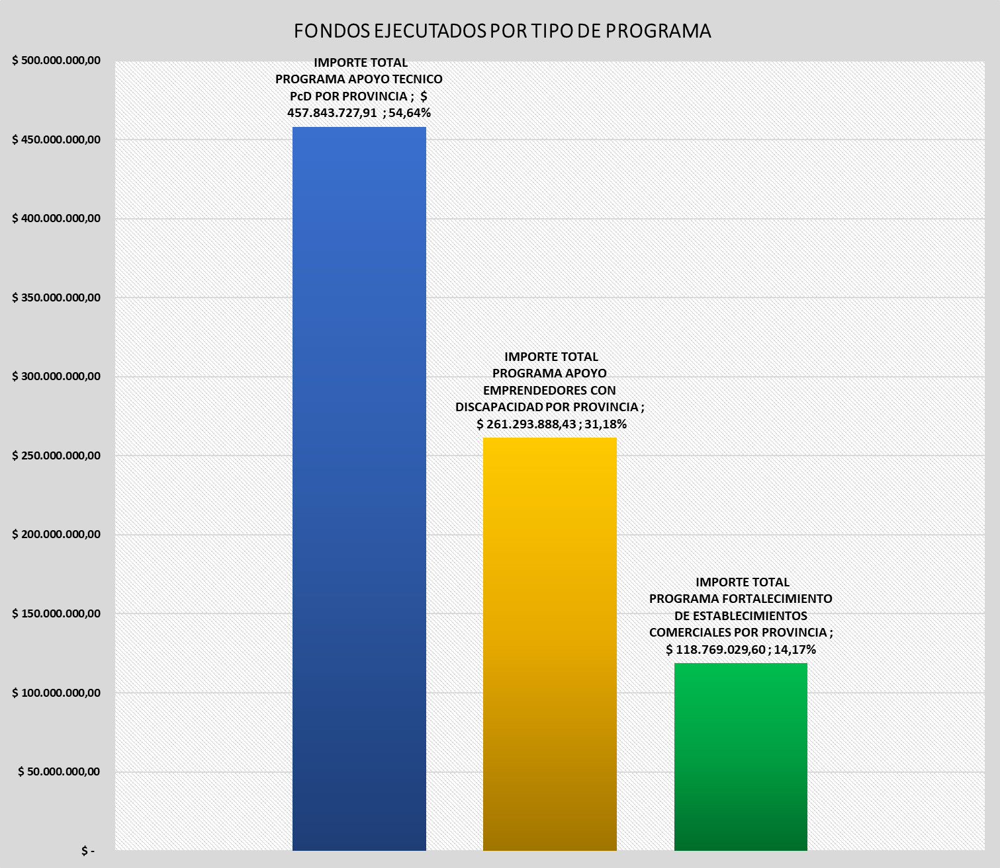 FONDOS EJECUTADOS POR TIPO DE PROGRAMA
$ 500.000.000,00
$ 450.000.000,00
$ 400.000.000,00
$ 350.000.000,00
$ 300.000.000,00
$ 250.000.000,00
$ 200.000.000,00
$ 150.000.000,00
$ 100.000.000,00
$ 50.000.000,00
$ -
IMPORTE TOTAL
PROGRAMA APOYO TECNICO
PcD POR PROVINCIA ; $
457.843.727,91 ; 54,64%
IMPORTE TOTAL
PROGRAMA APOYO
EMPRENDEDORES CON
DISCAPACIDAD POR PROVINCIA ;
$ 261.293.888,43 ; 31,18%
IMPORTE TOTAL
PROGRAMA FORTALECIMIENTO
DE ESTABLECIMIENTOS
COMERCIALES POR PROVINCIA ;
$ 118.769.029,60 ; 14,17%